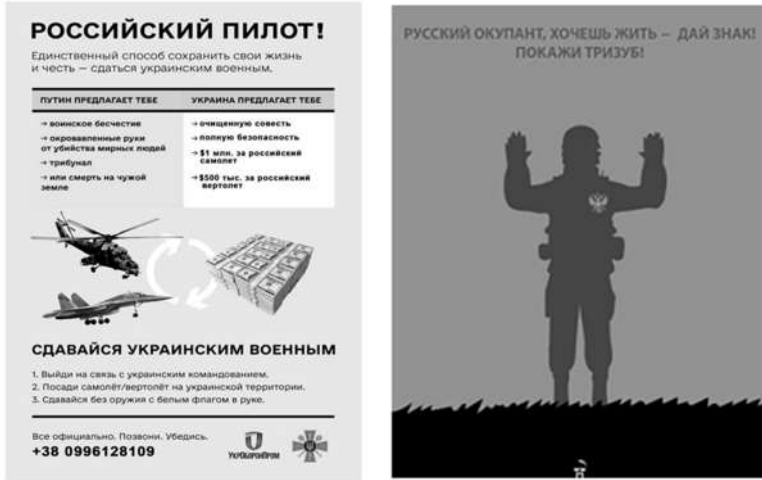 РОССИЙСКИЙ ПИЛОТ!
Единственный способ сохранить свои жизнь
и честь — сдаться украинским военным.
ПУТИН ПРЕДЛАГАЕТ ТЕБЕ
→ воинское бесчестие
→ окровавленные руки
от убийства мирных людей
→ трибунал
→ или смерть на чужой
земле
УКРАИНА ПРЕДЛАГАЕТ ТЕБЕ
→ очищенную совесть
→ полную безопасность
→ $1 млн. за российский
самолет
→ $500 тыс. за российский
вертолет
СДАВАЙСЯ УКРАИНСКИМ ВОЕННЫМ
1. Выйди на связь с украинским командованием.
2. Посади самолёт/вертолёт на украинской территории.
3. Сдавайся без оружия с белым флагом в руке.
Все официально. Позвони. Убедись.
+38 0996128109
УКРОБОРОНПРОМ
РУССКИЙ ОКУПАНТ, ХОЧЕШЬ ЖИТЬ – ДАЙ ЗНАК!
ПОКАЖИ ТРИЗУБ!